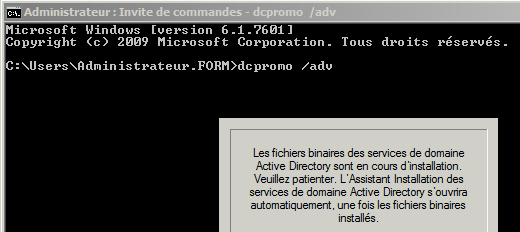 Administrateur : Invite de commandes - dcpromo /adv
Microsoft Windows [version 6.1.7601]
Copyright (c) 2009 Microsoft Corporation. Tous droits réservés.
C:\Users\Administrateur.FORM>dcpromo /adv
Les fichiers binaires des services de domaine
Active Directory sont en cours d'installation.
Veuillez patienter. L'Assistant Installation des
services de domaine Active Directory s'ouvrira
automatiquement, une fois les fichiers binaires
installés.